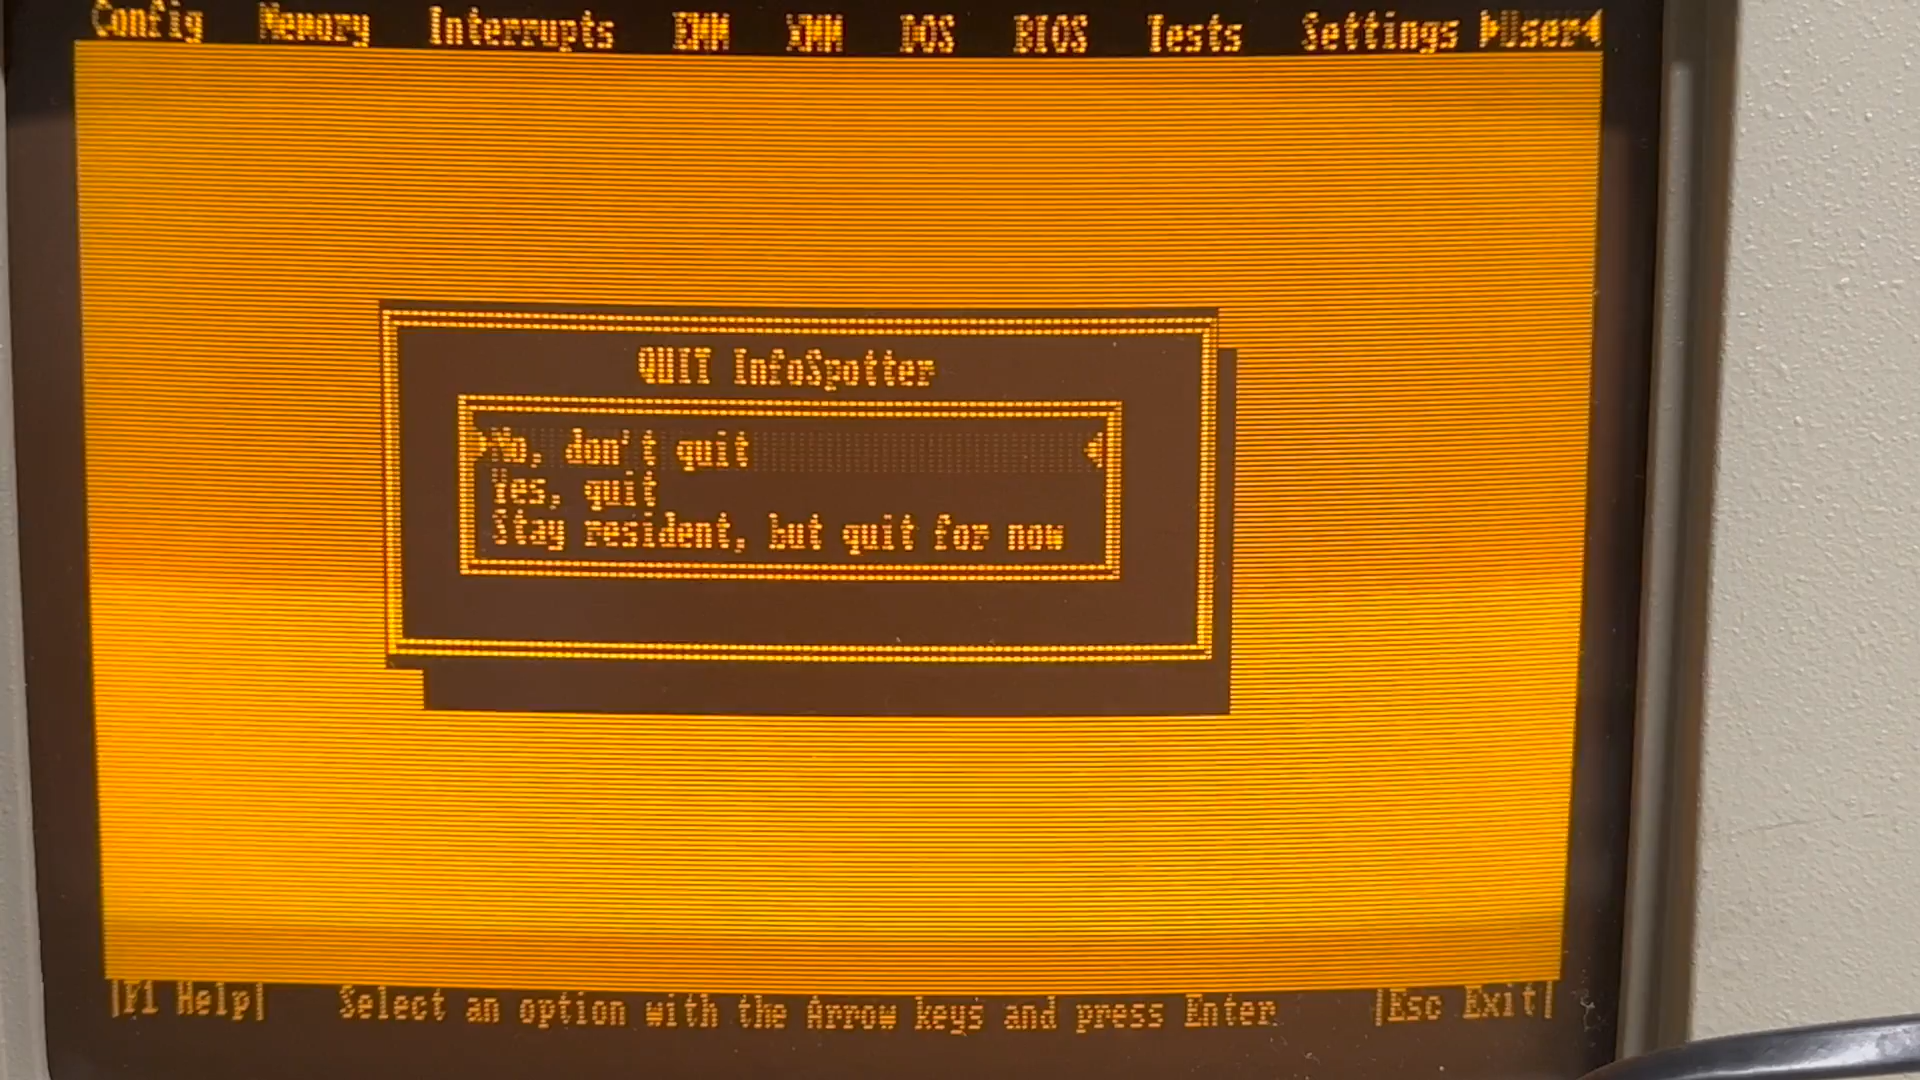 Config Memory Interrupts EMM XMM DOS BIOS Tests Settings ►User◄
QUIT InfoSpotter
►No, don't quit ◄
Yes, quit
Stay resident, but quit for now
|F1 Help| Select an option with the Arrow keys and press Enter |Esc Exit|